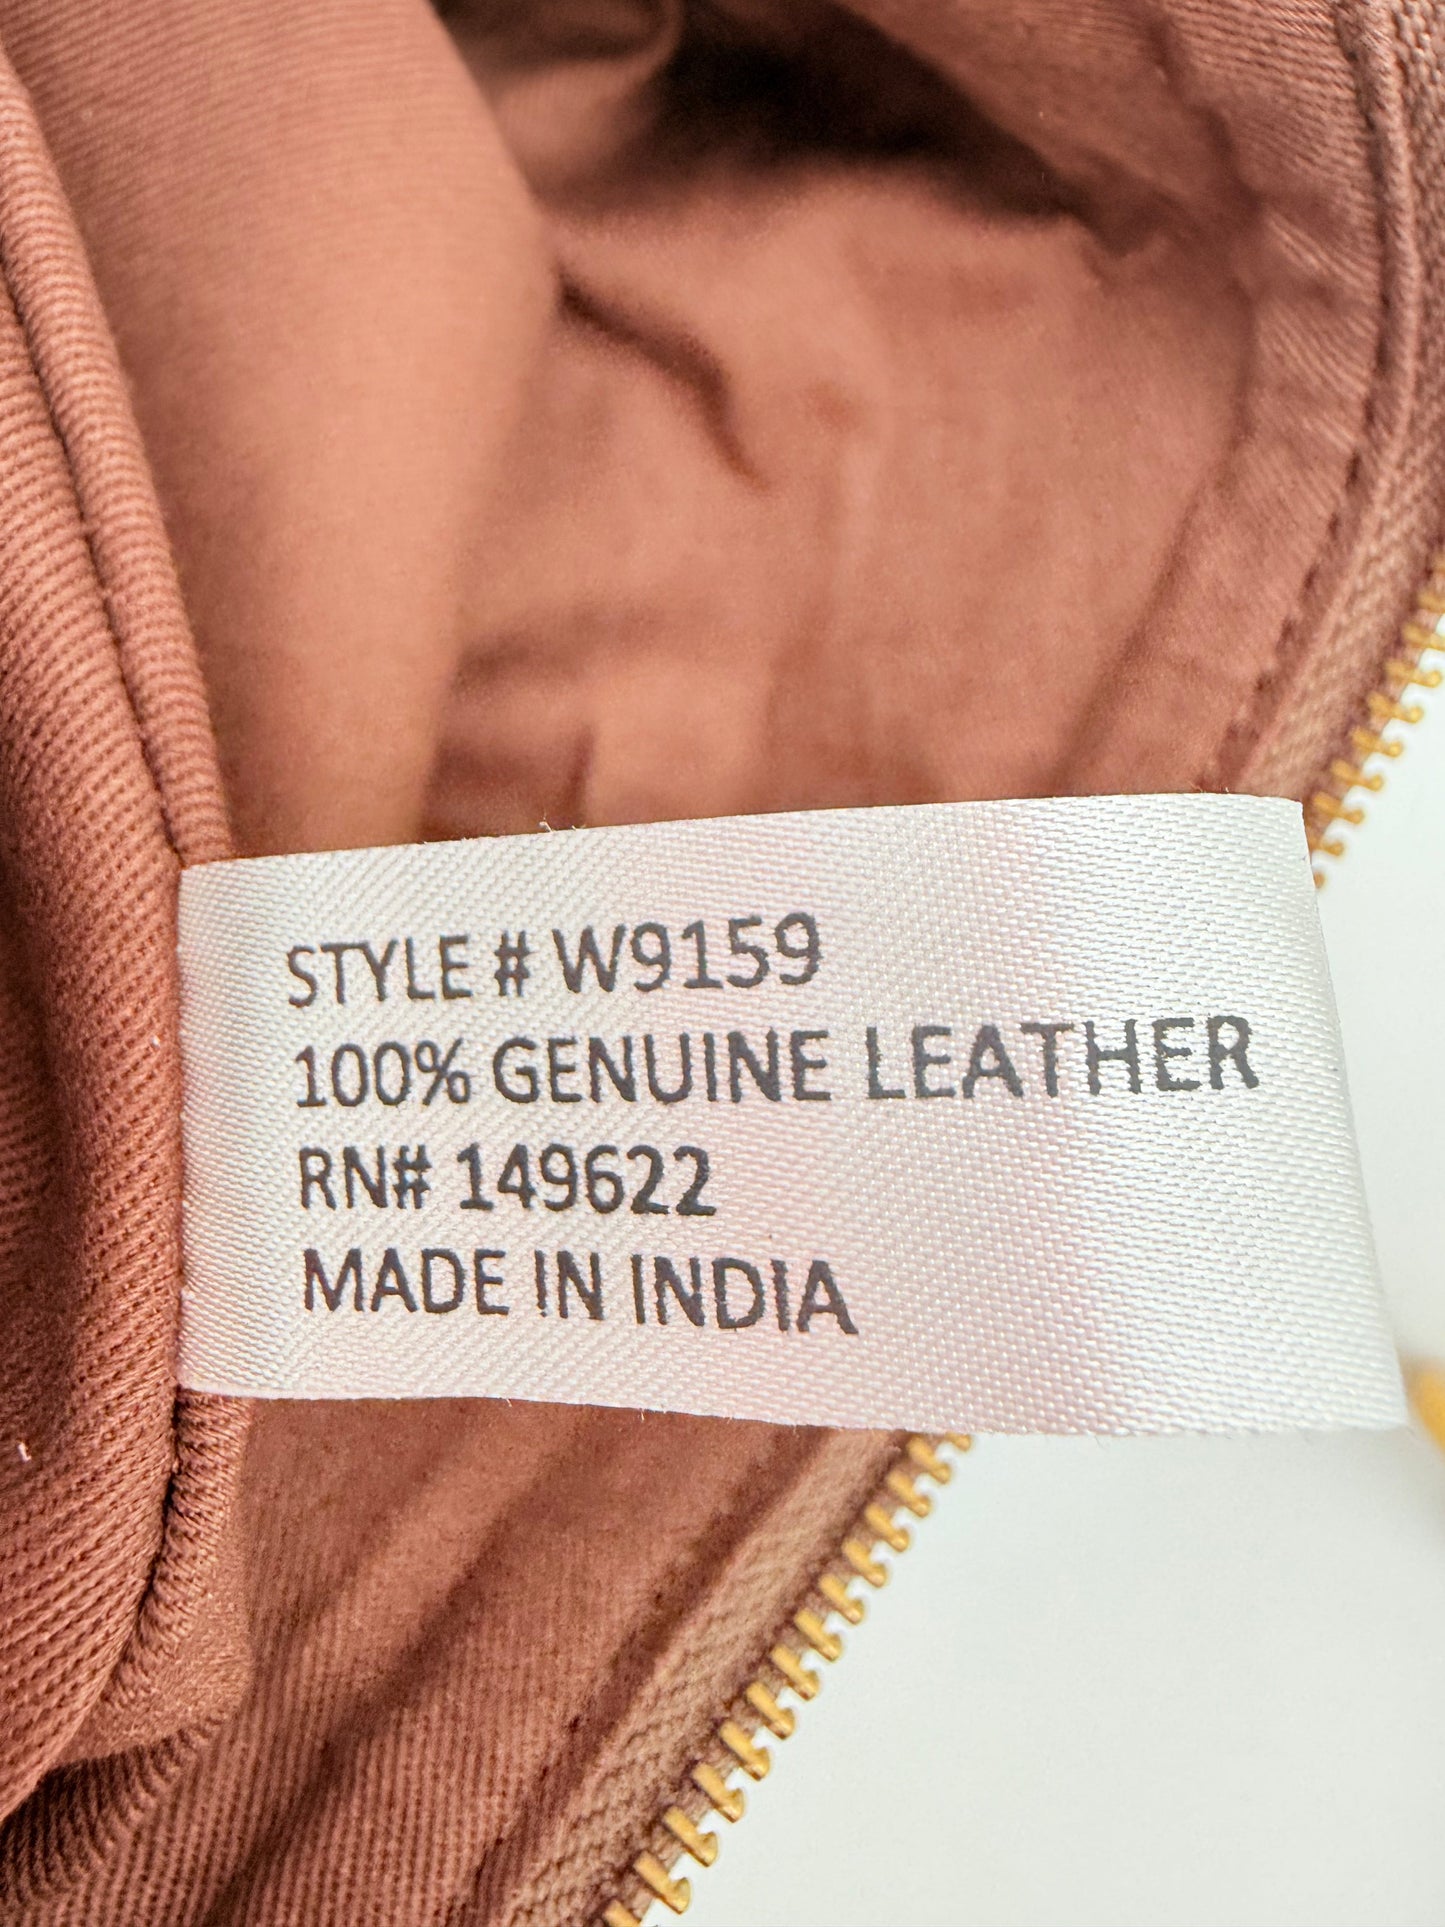 STYLE # W9159
100% GENUINE LEATHER
RN# 149622
MADE IN INDIA